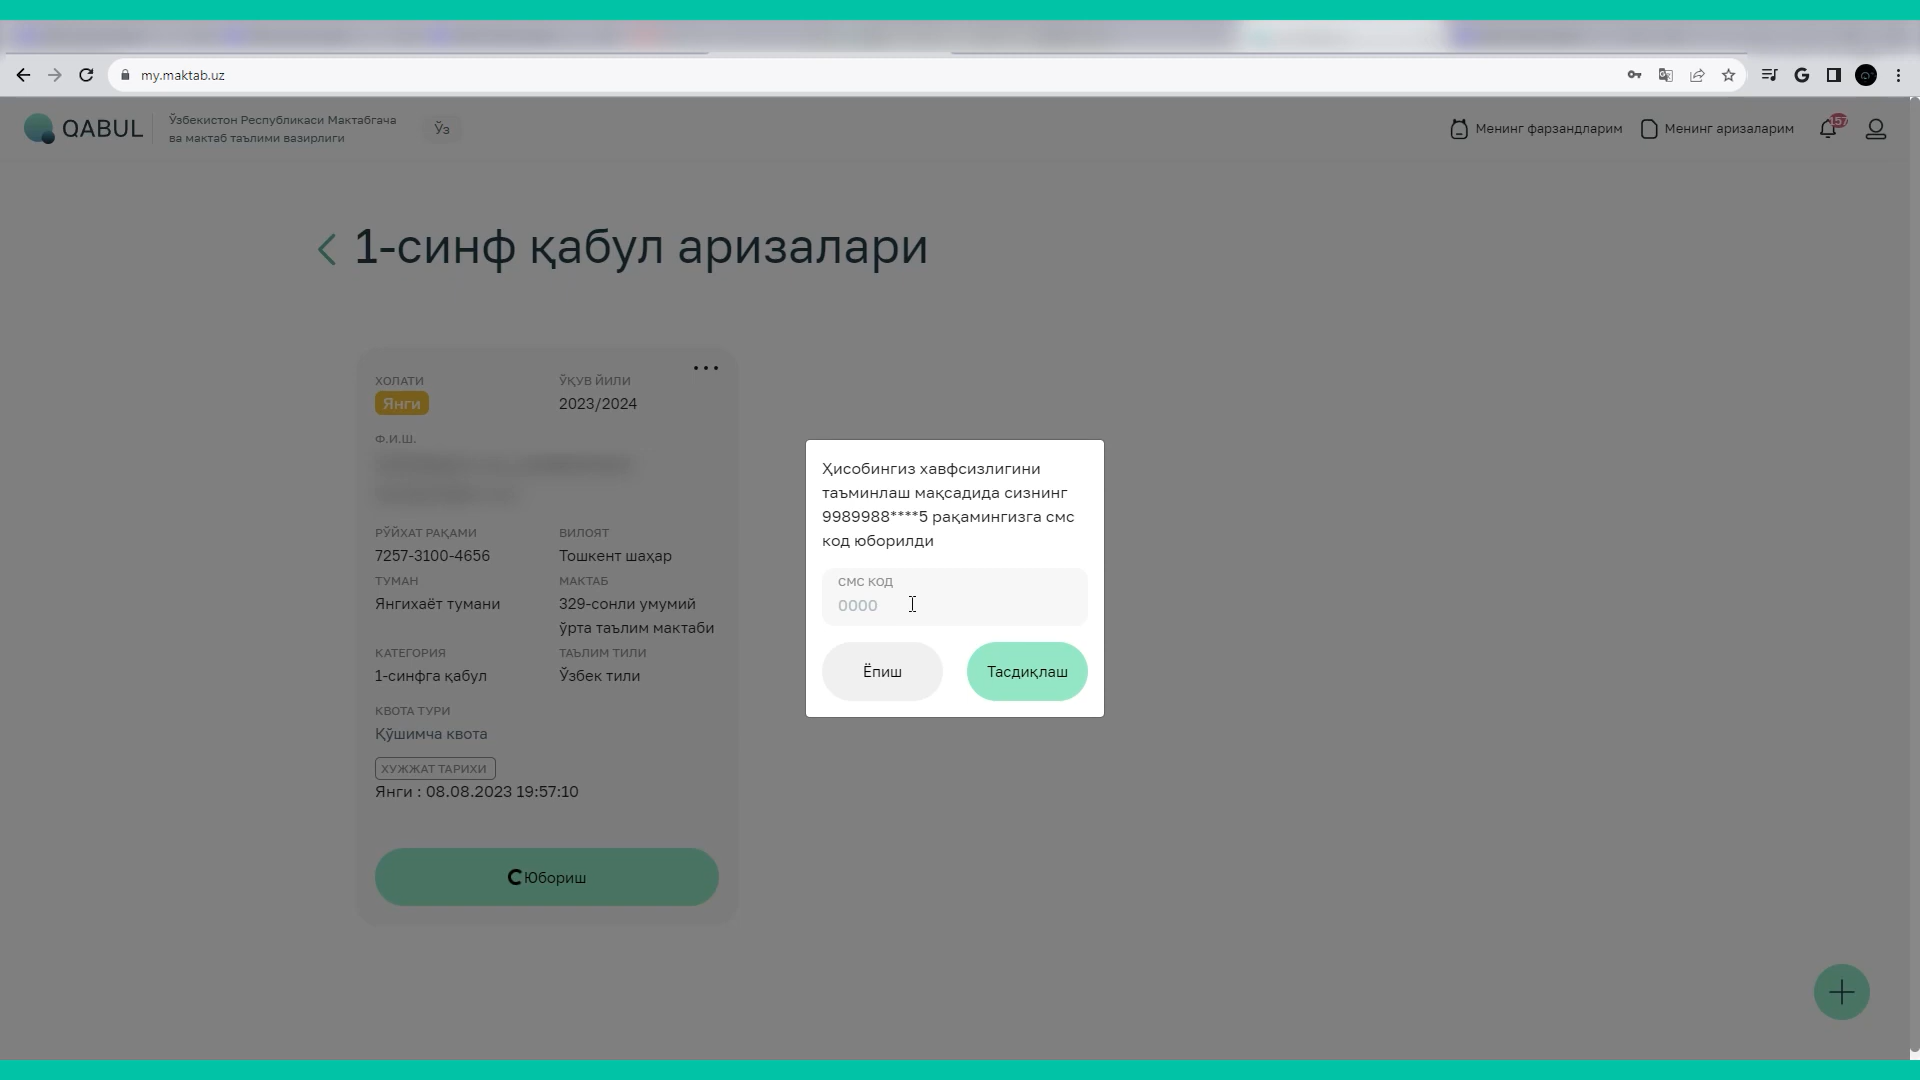 my.maktab.uz
QABUL
Ўзбекистон Республикаси Мактабгача
ва мактаб таълими вазирлиги
Ўз
Менинг фарзандларим
Менинг аризаларим
157
1-синф қабул аризалари
ХОЛАТИ
ЎҚУВ ЙИЛИ
Янги
2023/2024
Ф.И.Ш.
РЎЙХАТ РАҚАМИ
ВИЛОЯТ
7257-3100-4656
Тошкент шаҳар
ТУМАН
МАКТАБ
Янгихаёт тумани
329-сонли умумий
ўрта таълим мактаби
КАТЕГОРИЯ
ТАЪЛИМ ТИЛИ
1-синфга қабул
Ўзбек тили
КВОТА ТУРИ
Қўшимча квота
ХУЖЖАТ ТАРИХИ
Янги : 08.08.2023 19:57:10
Юбориш
Ҳисобингиз хавфсизлигини
таъминлаш мақсадида сизнинг
9989988****5 рақамингизга смс
код юборилди
СМС КОД
0000
Ёпиш
Тасдиқлаш